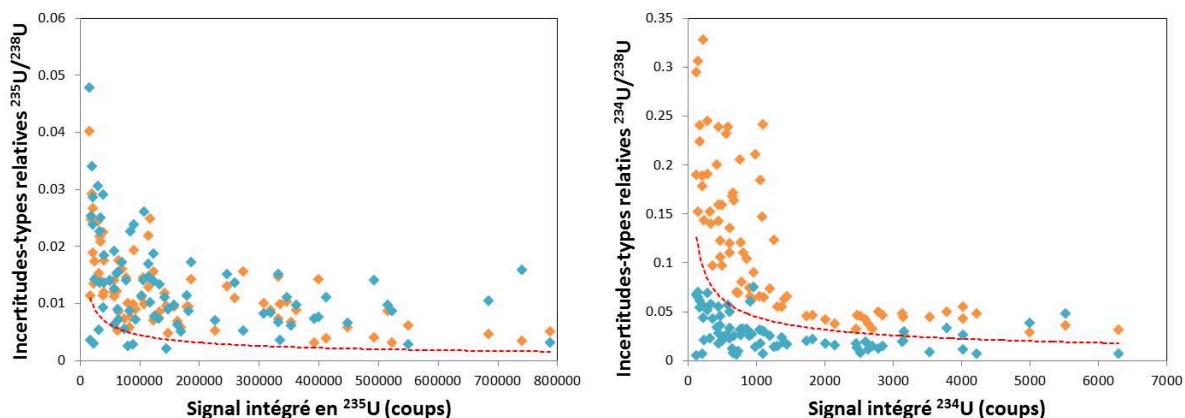 Incertitudes-types relatives ²³⁵U/²³⁸U
0.06
0.05
0.04
0.03
0.02
0.01
0
0 100000 200000 300000 400000 500000 600000 700000 800000
Signal intégré en ²³⁵U (coups)
Incertitudes-types relatives ²³⁴U/²³⁸U
0.35
0.3
0.25
0.2
0.15
0.1
0.05
0
0 1000 2000 3000 4000 5000 6000 7000
Signal intégré ²³⁴U (coups)